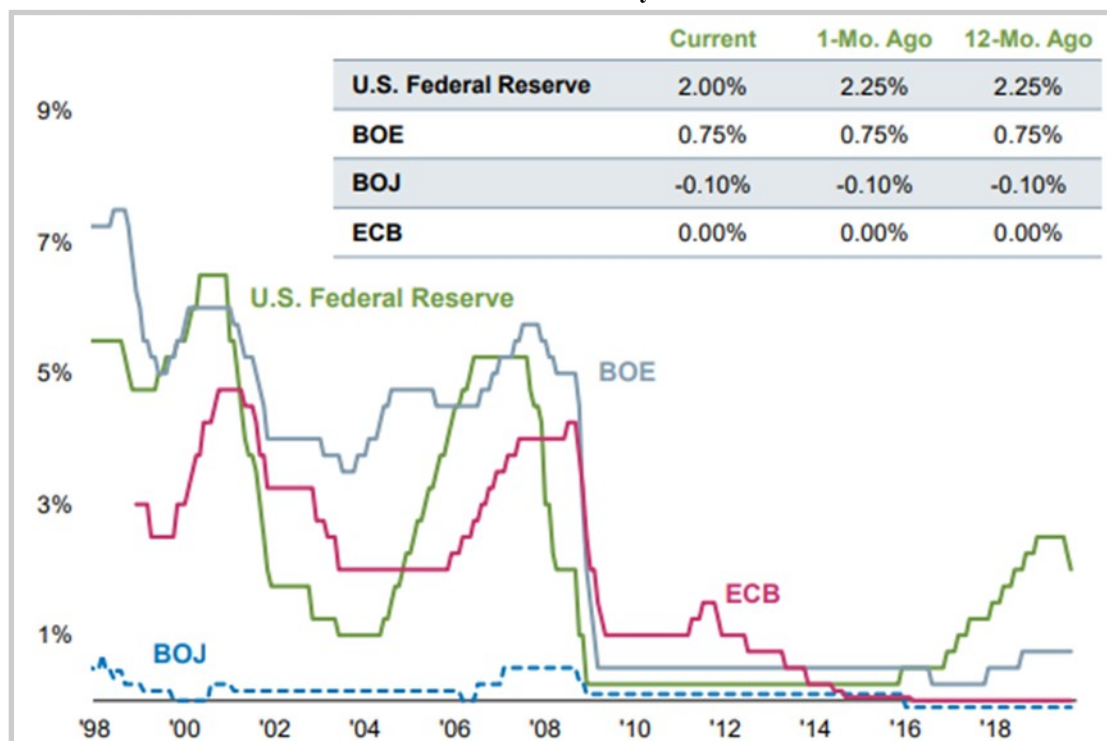 Current 1-Mo. Ago 12-Mo. Ago
U.S. Federal Reserve 2.00% 2.25% 2.25%
BOE 0.75% 0.75% 0.75%
BOJ -0.10% -0.10% -0.10%
ECB 0.00% 0.00% 0.00%
9%
7%
U.S. Federal Reserve
5%
BOE
3%
ECB
1%
BOJ
'98 '00 '02 '04 '06 '08 '10 '12 '14 '16 '18